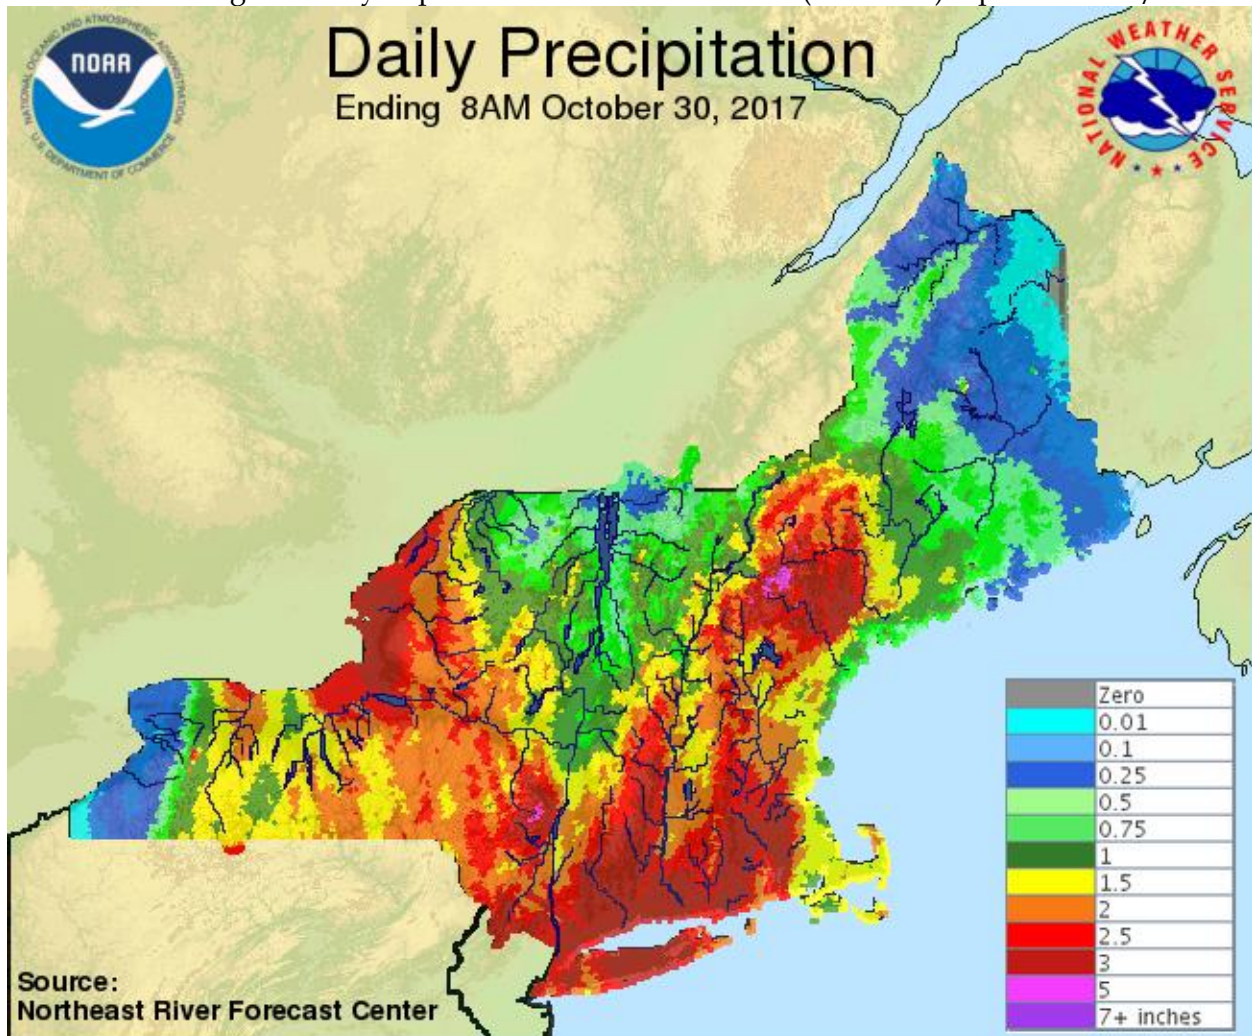 Daily Precipitation
Ending 8AM October 30, 2017
NOAA
NATIONAL OCEANIC AND ATMOSPHERIC ADMINISTRATION
U.S. DEPARTMENT OF COMMERCE
NATIONAL WEATHER SERVICE
Zero
0.01
0.1
0.25
0.5
0.75
1
1.5
2
2.5
3
5
7+ inches
Source:
Northeast River Forecast Center